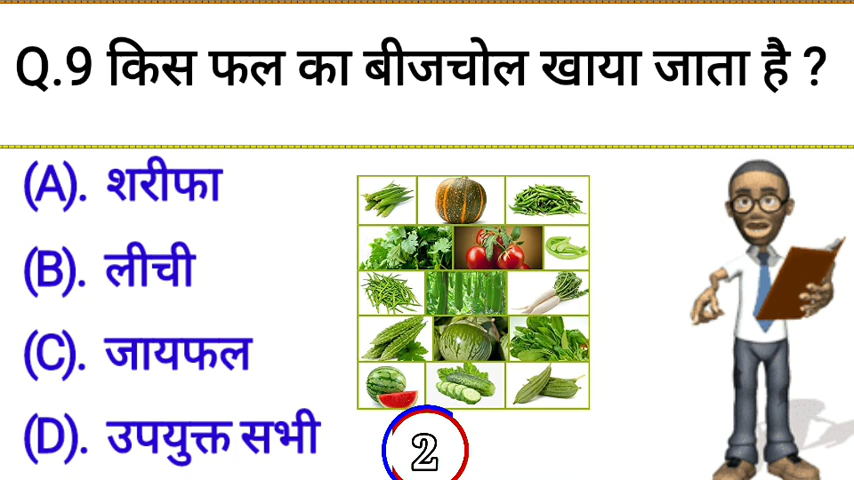 Q.9 किस फल का बीजचोल खाया जाता है ?
(A). शरीफा
(B). लीची
(C). जायफल
(D). उपयुक्त सभी
2